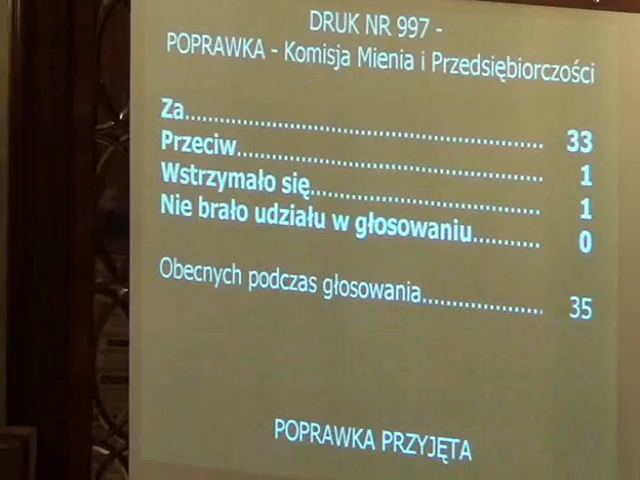 DRUK NR 997 -
POPRAWKA - Komisja Mienia i Przedsiębiorczości
Za................................................................ 33
Przeciw....................................................... 1
Wstrzymało się......................................... 1
Nie brało udziału w głosowaniu........... 0
Obecnych podczas głosowania.................... 35
POPRAWKA PRZYJĘTA